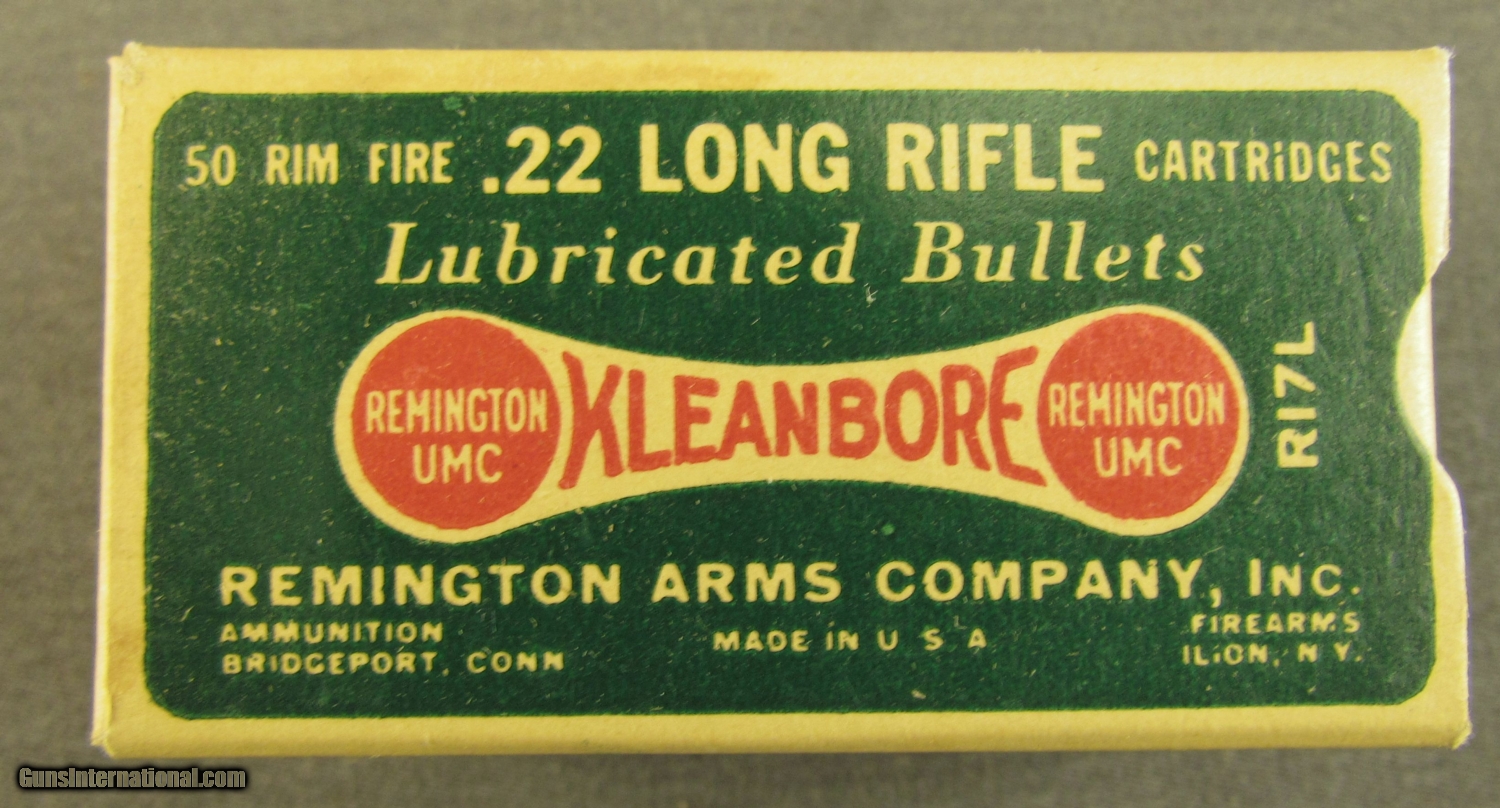 50 RIM FIRE .22 LONG RIFLE CARTRiDGES
Lubricated Bullets
REMINGTON
UMC
KLEANBORE
REMINGTON
UMC
R17L
REMINGTON ARMS COMPANY, INC.
AMMUNITION
BRIDGEPORT, CONN
MADE IN U S A
FIREARMS
ILION, N Y.
GunsInternational.com